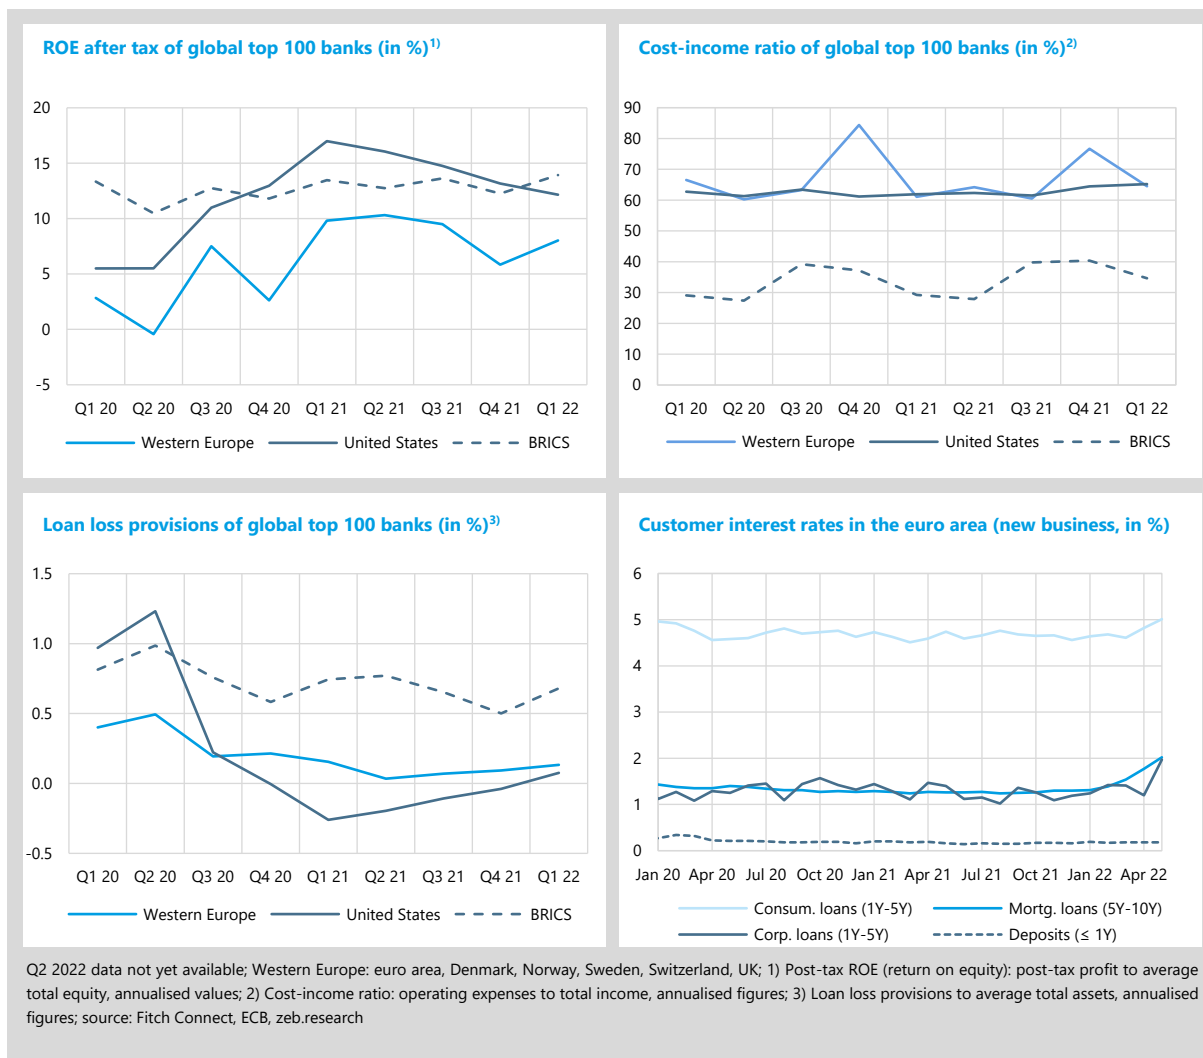 ROE after tax of global top 100 banks (in %)1)
20
15
10
5
0
-5
Q1 20 Q2 20 Q3 20 Q4 20 Q1 21 Q2 21 Q3 21 Q4 21 Q1 22
Western Europe United States BRICS
Cost-income ratio of global top 100 banks (in %)2)
90
80
70
60
50
40
30
20
10
0
Q1 20 Q2 20 Q3 20 Q4 20 Q1 21 Q2 21 Q3 21 Q4 21 Q1 22
Western Europe United States BRICS
Loan loss provisions of global top 100 banks (in %)3)
1.5
1.0
0.5
0.0
-0.5
Q1 20 Q2 20 Q3 20 Q4 20 Q1 21 Q2 21 Q3 21 Q4 21 Q1 22
Western Europe United States BRICS
Customer interest rates in the euro area (new business, in %)
6
5
4
3
2
1
0
Jan 20 Apr 20 Jul 20 Oct 20 Jan 21 Apr 21 Jul 21 Oct 21 Jan 22 Apr 22
Consum. loans (1Y-5Y) Mortg. loans (5Y-10Y)
Corp. loans (1Y-5Y) Deposits (≤ 1Y)
Q2 2022 data not yet available; Western Europe: euro area, Denmark, Norway, Sweden, Switzerland, UK; 1) Post-tax ROE (return on equity): post-tax profit to average
total equity, annualised values; 2) Cost-income ratio: operating expenses to total income, annualised figures; 3) Loan loss provisions to average total assets, annualised
figures; source: Fitch Connect, ECB, zeb.research